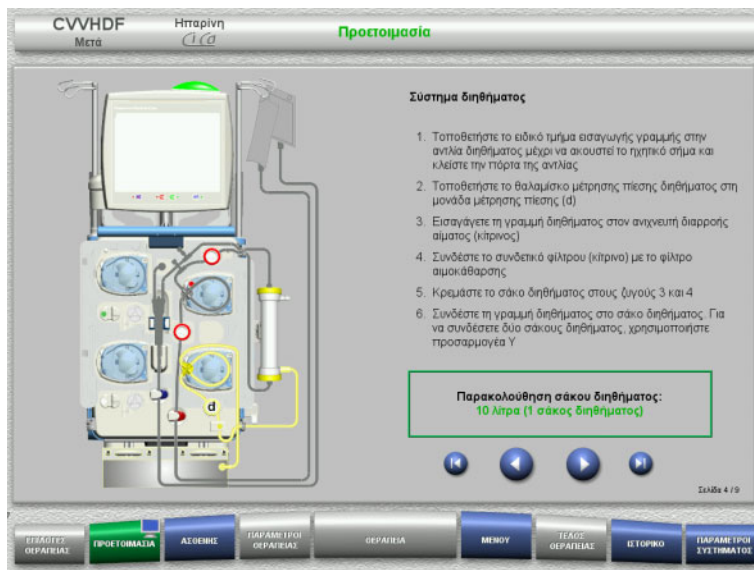 CVVHDF
Μετά
Ηπαρίνη
Ci Ca
Προετοιμασία
Σύστημα διηθήματος
1. Τοποθετήστε το ειδικό τμήμα εισαγωγής γραμμής στην
αντλία διηθήματος μέχρι να ακουστεί το ηχητικό σήμα και
κλείστε την πόρτα της αντλίας
2. Τοποθετήστε το θαλαμίσκο μέτρησης πίεσης διηθήματος στη
μονάδα μέτρησης πίεσης (d)
3. Εισαγάγετε τη γραμμή διηθήματος στον ανιχνευτή διαρροής
αίματος (κίτρινος)
4. Συνδέστε το συνδετικό φίλτρου (κίτρινο) με το φίλτρο
αιμοκάθαρσης
5. Κρεμάστε το σάκο διηθήματος στους ζυγούς 3 και 4
6. Συνδέστε τη γραμμή διηθήματος στο σάκο διηθήματος. Για
να συνδέσετε δύο σάκους διηθήματος, χρησιμοποιήστε
προσαρμογέα Υ
d
Παρακολούθηση σάκου διηθήματος:
10 λίτρα (1 σάκος διηθήματος)
Σελίδα 4 / 9
ΕΠΙΛΟΓΕΣ
ΘΕΡΑΠΕΙΑΣ
ΠΡΟΕΤΟΙΜΑΣΙΑ
ΑΣΘΕΝΗΣ
ΠΑΡΑΜΕΤΡΟΙ
ΘΕΡΑΠΕΙΑΣ
ΘΕΡΑΠΕΙΑ
ΜΕΝΟΥ
ΤΕΛΟΣ
ΘΕΡΑΠΕΙΑΣ
ΙΣΤΟΡΙΚΟ
ΠΑΡΑΜΕΤΡΟΙ
ΣΥΣΤΗΜΑΤΟΣ